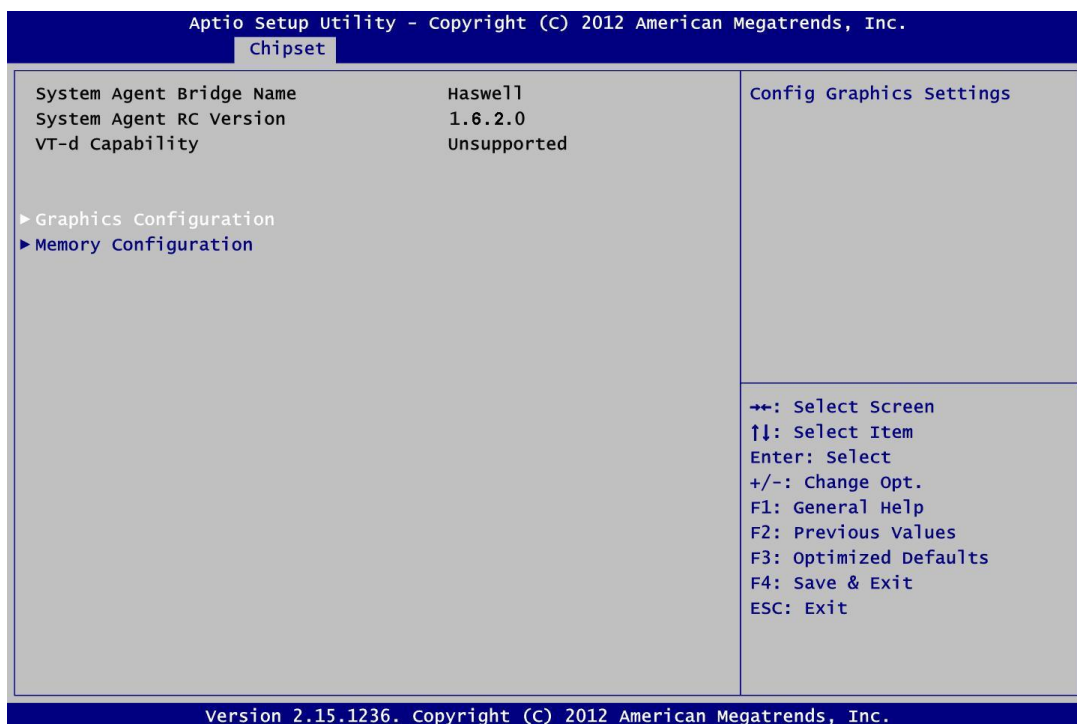 Aptio Setup Utility - Copyright (C) 2012 American Megatrends, Inc.
Chipset
System Agent Bridge Name Haswell
System Agent RC Version 1.6.2.0
VT-d Capability Unsupported
►Graphics Configuration
►Memory Configuration
Config Graphics Settings
→←: Select Screen
↑↓: Select Item
Enter: Select
+/-: Change Opt.
F1: General Help
F2: Previous Values
F3: Optimized Defaults
F4: Save & Exit
ESC: Exit
Version 2.15.1236. Copyright (C) 2012 American Megatrends, Inc.